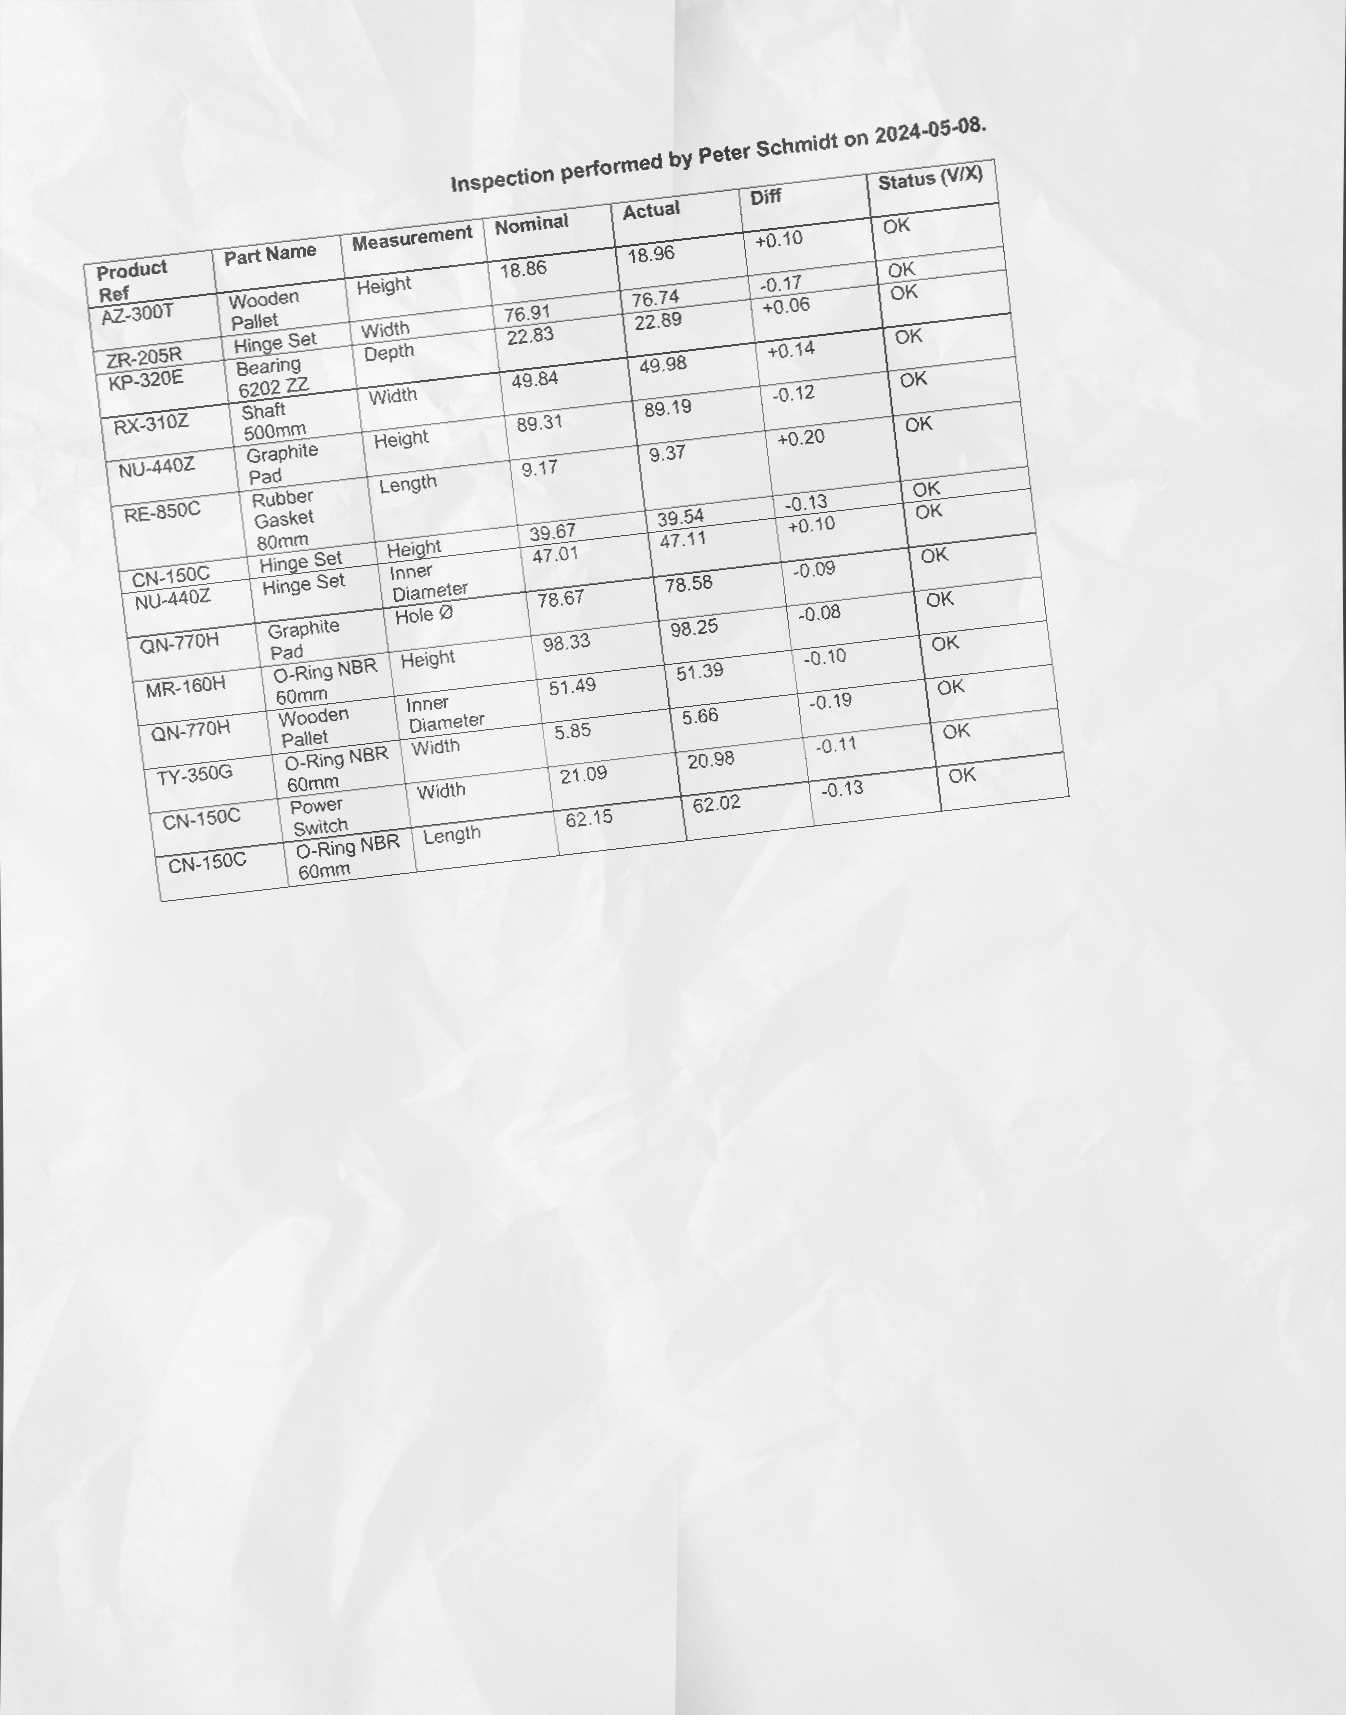 Inspection performed by Peter Schmidt on 2024-05-08.
Product Ref Part Name Measurement Nominal Actual Diff Status (V/X)
AZ-300T Wooden Pallet Height 18.86 18.96 +0.10 OK
ZR-205R Hinge Set Width 76.91 76.74 -0.17 OK
KP-320E Bearing 6202 ZZ Depth 22.83 22.89 +0.06 OK
RX-310Z Shaft 500mm Width 49.84 49.98 +0.14 OK
NU-440Z Graphite Pad Height 89.31 89.19 -0.12 OK
RE-850C Rubber Gasket 80mm Length 9.17 9.37 +0.20 OK
CN-150C Hinge Set Height 39.67 39.54 -0.13 OK
NU-440Z Hinge Set Inner Diameter 47.01 47.11 +0.10 OK
QN-770H Graphite Pad Hole Ø 78.67 78.58 -0.09 OK
MR-160H O-Ring NBR 60mm Height 98.33 98.25 -0.08 OK
QN-770H Wooden Pallet Inner Diameter 51.49 51.39 -0.10 OK
TY-350G O-Ring NBR 60mm Width 5.85 5.66 -0.19 OK
CN-150C Power Switch Width 21.09 20.98 -0.11 OK
CN-150C O-Ring NBR 60mm Length 62.15 62.02 -0.13 OK